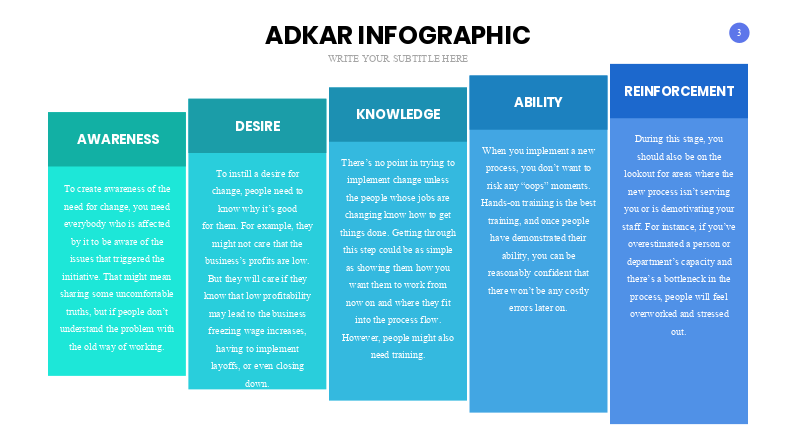 ADKAR INFOGRAPHIC
3
WRITE YOUR SUBTITLE HERE
AWARENESS
To create awareness of the
need for change, you need
everybody who is affected
by it to be aware of the
issues that triggered the
initiative. That might mean
sharing some uncomfortable
truths, but if people don’t
understand the problem with
the old way of working.
DESIRE
To instill a desire for
change, people need to
know why it’s good
for them. For example, they
might not care that the
business’s profits are low.
But they will care if they
know that low profitability
may lead to the business
freezing wage increases,
having to implement
layoffs, or even closing
down.
KNOWLEDGE
There’s no point in trying to
implement change unless
the people whose jobs are
changing know how to get
things done. Getting through
this step could be as simple
as showing them how you
want them to work from
now on and where they fit
into the process flow.
However, people might also
need training.
ABILITY
When you implement a new
process, you don’t want to
risk any “oops” moments.
Hands-on training is the best
training, and once people
have demonstrated their
ability, you can be
reasonably confident that
there won’t be any costly
errors later on.
REINFORCEMENT
During this stage, you
should also be on the
lookout for areas where the
new process isn’t serving
you or is demotivating your
staff. For instance, if you’ve
overestimated a person or
department’s capacity and
there’s a bottleneck in the
process, people will feel
overworked and stressed
out.